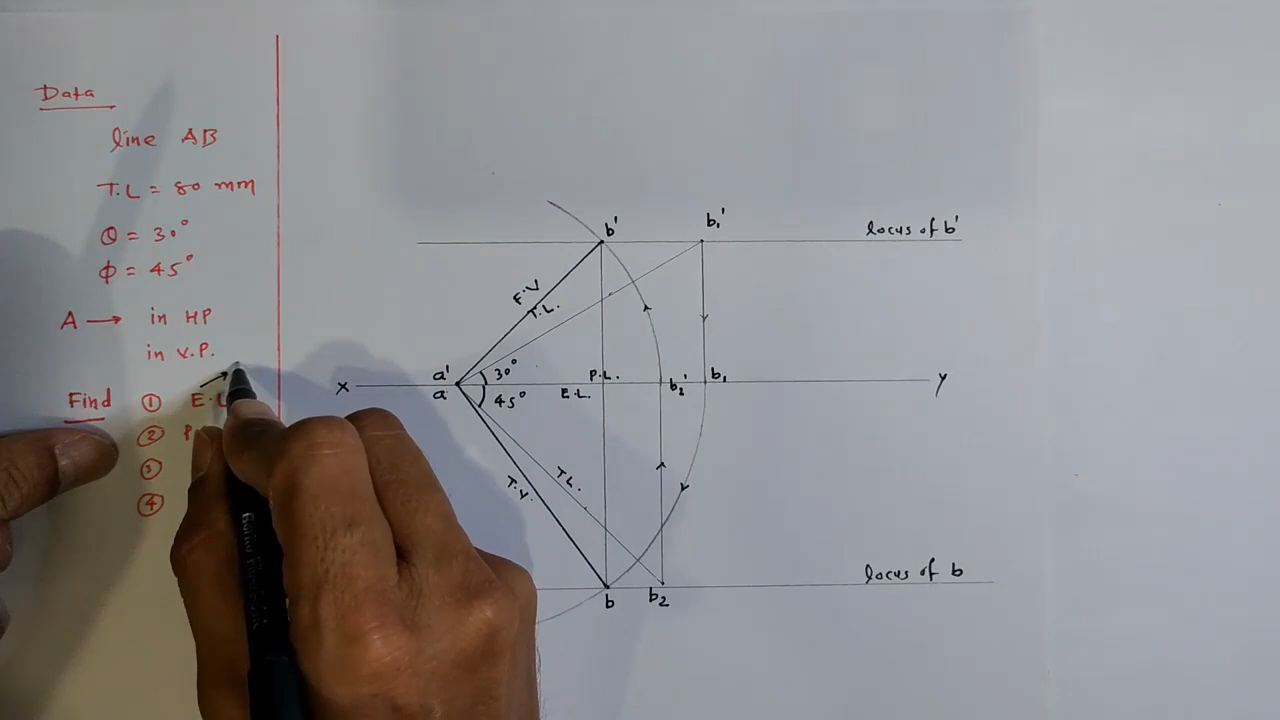 Data
line AB
T.L = 80 mm
θ = 30°
ϕ = 45°
A → in HP
in V.P.
Find ① E.L
② P
③
④
b'
b₁'
locus of b'
F.V
T.L.
a'
30°
P.L.
b₂'
b₁
X
Y
a
45°
E.L.
T.V.
T.L.
locus of b
b
b₂